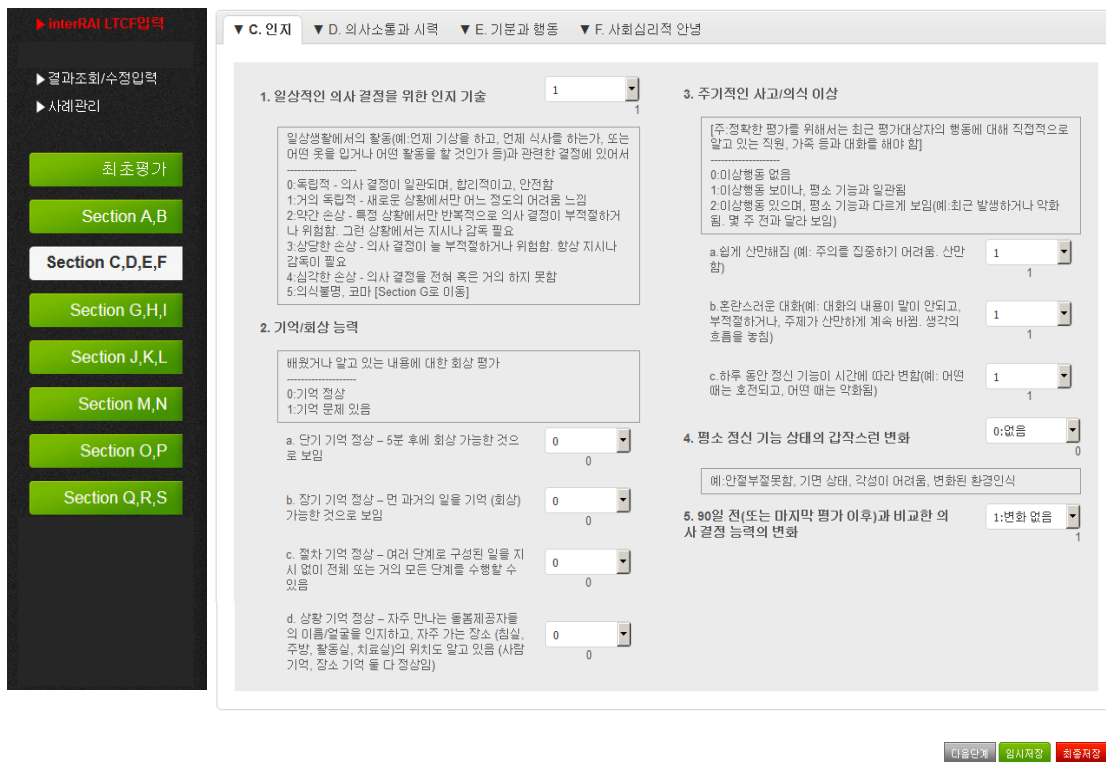 ▶interRAI LTCF입력
▶결과조회/수정입력
▶사례관리
최초평가
Section A,B
Section C,D,E,F
Section G,H,I
Section J,K,L
Section M,N
Section O,P
Section Q,R,S
▼ C. 인지 ▼ D. 의사소통과 시력 ▼ E. 기분과 행동 ▼ F. 사회심리적 안녕
1. 일상적인 의사 결정을 위한 인지 기술
1
1
일상생활에서의 활동(예:언제 기상을 하고, 언제 식사를 하는가, 또는
어떤 옷을 입거나 어떤 활동을 할 것인가 등)과 관련한 결정에 있어서
--------------------
0:독립적 - 의사 결정이 일관되며, 합리적이고, 안전함
1:거의 독립적 - 새로운 상황에서만 어느 정도의 어려움 느낌
2:약간 손상 - 특정 상황에서만 반복적으로 의사 결정이 부적절하거
나 위험함. 그런 상황에서는 지시나 감독 필요
3:상당한 손상 - 의사 결정이 늘 부적절하거나 위험함. 항상 지시나
감독이 필요
4:심각한 손상 - 의사 결정을 전혀 혹은 거의 하지 못함
5:의식불명, 코마 [Section G로 이동]
2. 기억/회상 능력
배웠거나 알고 있는 내용에 대한 회상 평가
--------------------
0:기억 정상
1:기억 문제 있음
a. 단기 기억 정상 – 5분 후에 회상 가능한 것으
로 보임
0
0
b. 장기 기억 정상 – 먼 과거의 일을 기억 (회상)
가능한 것으로 보임
0
0
c. 절차 기억 정상 – 여러 단계로 구성된 일을 지
시 없이 전체 또는 거의 모든 단계를 수행할 수
있음
0
0
d. 상황 기억 정상 – 자주 만나는 돌봄제공자들
의 이름/얼굴을 인지하고, 자주 가는 장소 (침실,
주방, 활동실, 치료실)의 위치도 알고 있음 (사람
기억, 장소 기억 둘 다 정상임)
0
0
3. 주기적인 사고/의식 이상
[주:정확한 평가를 위해서는 최근 평가대상자의 행동에 대해 직접적으로
알고 있는 직원, 가족 등과 대화를 해야 함]
--------------------
0:이상행동 없음
1:이상행동 보이나, 평소 기능과 일관됨
2:이상행동 있으며, 평소 기능과 다르게 보임(예:최근 발생하거나 악화
됨. 몇 주 전과 달라 보임)
a.쉽게 산만해짐 (예: 주의를 집중하기 어려움. 산만
함)
1
1
b.혼란스러운 대화(예: 대화의 내용이 말이 안되고,
부적절하거나, 주제가 산만하게 계속 바뀜. 생각의
흐름을 놓침)
1
1
c.하루 동안 정신 기능이 시간에 따라 변함(예: 어떤
때는 호전되고, 어떤 때는 악화됨)
1
1
4. 평소 정신 기능 상태의 갑작스런 변화
0:없음
0
예:안절부절못함, 기면 상태, 각성이 어려움, 변화된 환경인식
5. 90일 전(또는 마지막 평가 이후)과 비교한 의
사 결정 능력의 변화
1:변화 없음
1
다음단계 임시저장 최종저장